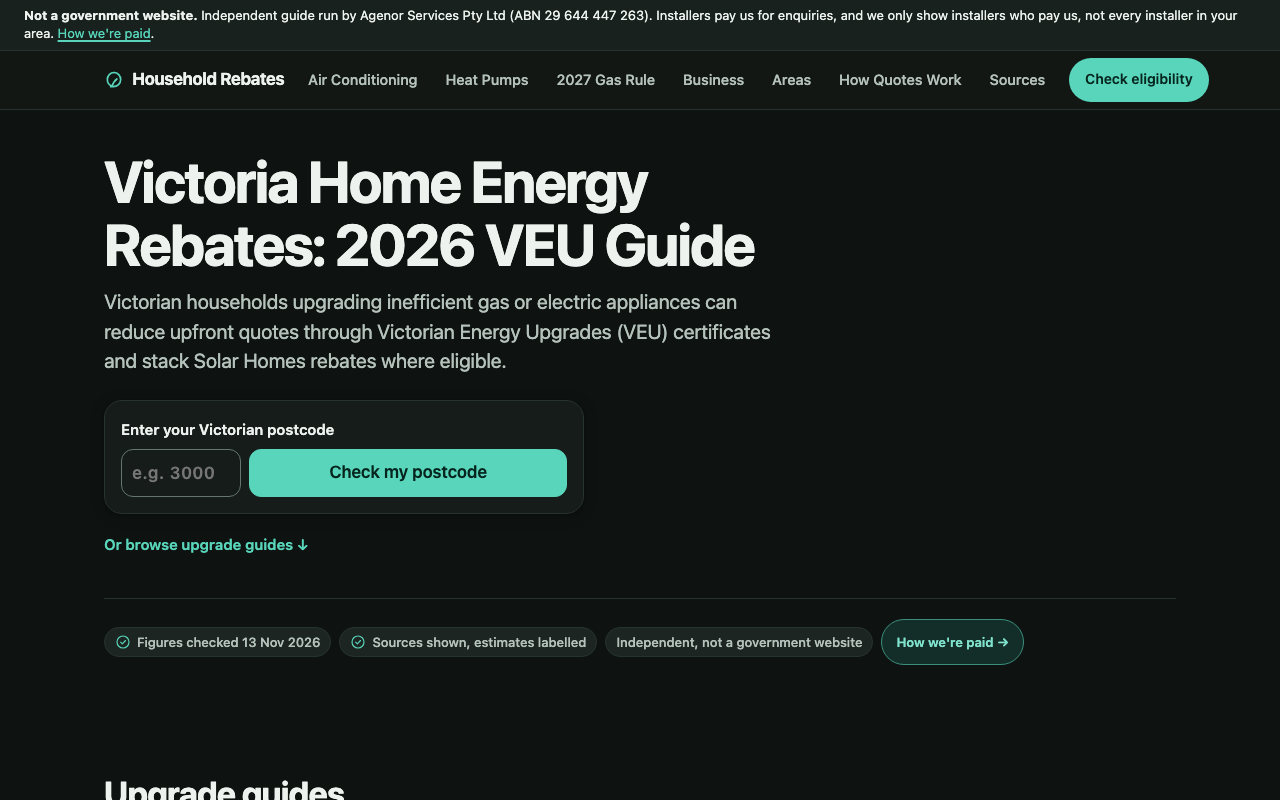 Not a government website. Independent guide run by Agenor Services Pty Ltd (ABN 29 644 447 263). Installers pay us for enquiries, and we only show installers who pay us, not every installer in your
area. How we're paid.
Household Rebates
Air Conditioning
Heat Pumps
2027 Gas Rule
Business
Areas
How Quotes Work
Sources
Check eligibility
Victoria Home Energy
Rebates: 2026 VEU Guide
Victorian households upgrading inefficient gas or electric appliances can
reduce upfront quotes through Victorian Energy Upgrades (VEU) certificates
and stack Solar Homes rebates where eligible.
Enter your Victorian postcode
e.g. 3000
Check my postcode
Or browse upgrade guides ↓
Figures checked 13 Nov 2026
Sources shown, estimates labelled
Independent, not a government website
How we're paid →
Upgrade guides